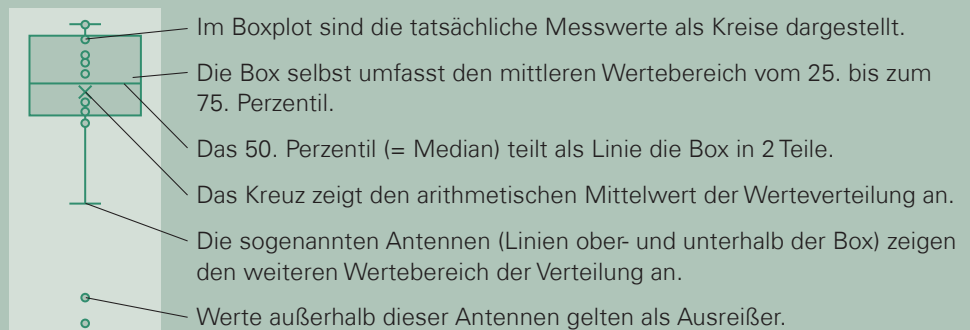 Im Boxplot sind die tatsächliche Messwerte als Kreise dargestellt.
Die Box selbst umfasst den mittleren Wertebereich vom 25. bis zum
75. Perzentil.
Das 50. Perzentil (= Median) teilt als Linie die Box in 2 Teile.
Das Kreuz zeigt den arithmetischen Mittelwert der Werteverteilung an.
Die sogenannten Antennen (Linien ober- und unterhalb der Box) zeigen
den weiteren Wertebereich der Verteilung an.
Werte außerhalb dieser Antennen gelten als Ausreißer.